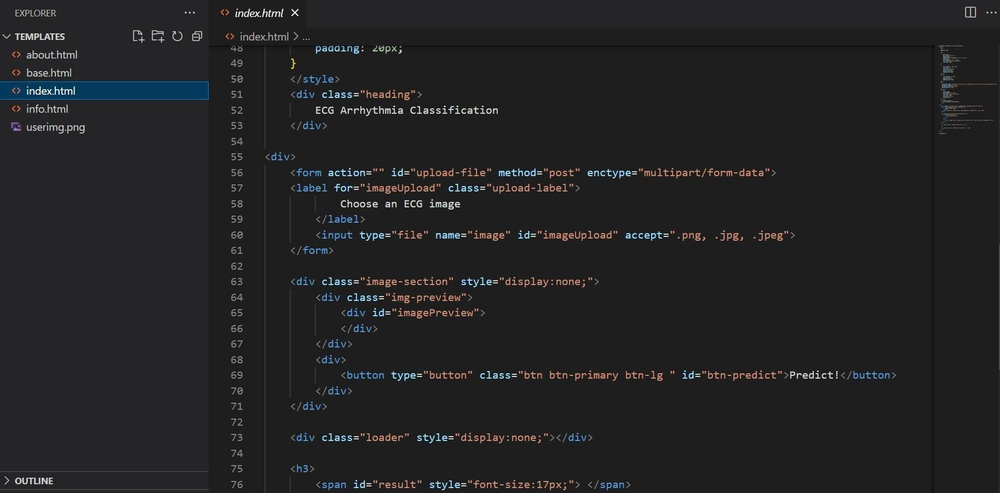 EXPLORER
TEMPLATES
about.html
base.html
index.html
info.html
userimg.png
OUTLINE
index.html
index.html > ...
48 padding: 20px;
49 }
50 </style>
51 <div class="heading">
52 ECG Arrhythmia Classification
53 </div>
54
55 <div>
56 <form action="" id="upload-file" method="post" enctype="multipart/form-data">
57 <label for="imageUpload" class="upload-label">
58 Choose an ECG image
59 </label>
60 <input type="file" name="image" id="imageUpload" accept=".png, .jpg, .jpeg">
61 </form>
62
63 <div class="image-section" style="display:none;">
64 <div class="img-preview">
65 <div id="imagePreview">
66 </div>
67 </div>
68 <div>
69 <button type="button" class="btn btn-primary btn-lg " id="btn-predict">Predict!</button>
70 </div>
71 </div>
72
73 <div class="loader" style="display:none;"></div>
74
75 <h3>
76 <span id="result" style="font-size:17px;"> </span>